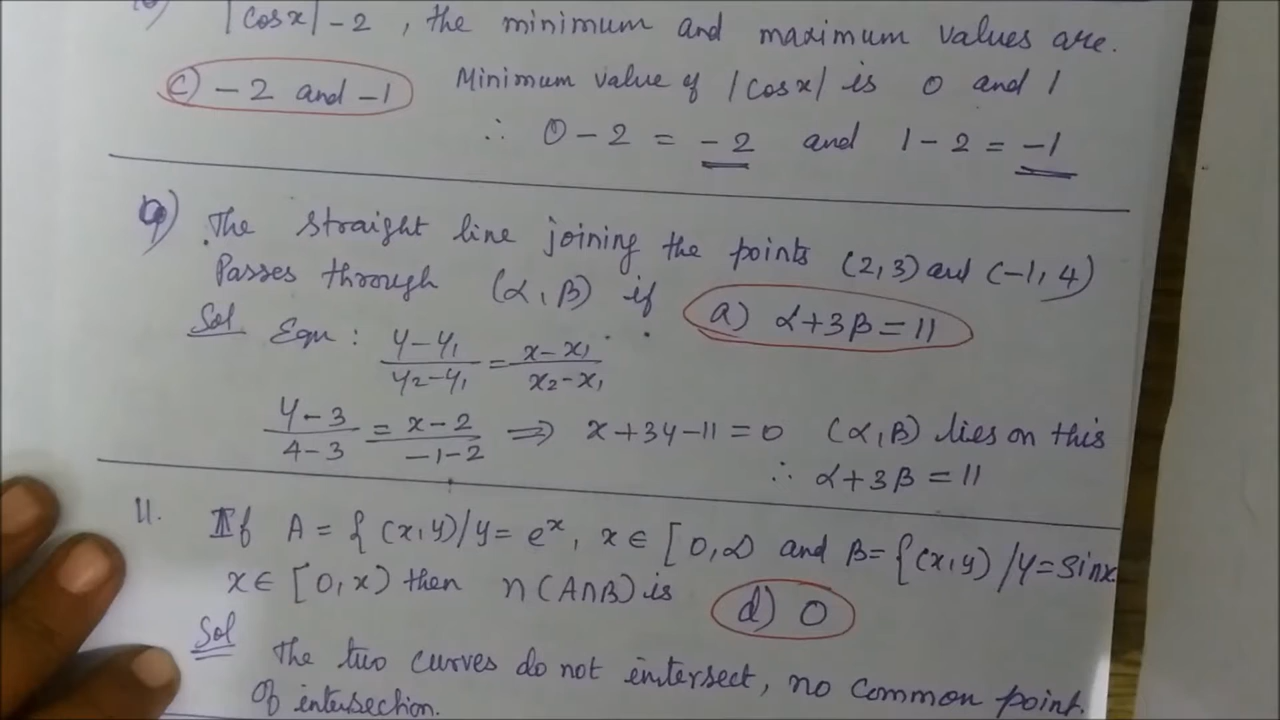 |cosx| - 2 , the minimum and maximum values are.
c) - 2 and -1 Minimum value of |cosx| is 0 and 1
∴ 0 - 2 = -2 and 1 - 2 = -1
9) The straight line joining the points (2,3) and (-1,4)
Passes through (α,β) if a) α+3β = 11
Sol Eqn : y-y₁/y₂-y₁ = x-x₁/x₂-x₁
y-3/4-3 = x-2/-1-2 ⇒ x+3y-11=0 (α,β) lies on this
∴ α+3β = 11
11. If A = { (x,y)/y = eˣ, x∈ [0,∞ and B={(x,y)/y=sinx
x∈ [0,x) then n(A∩B) is d) 0
Sol The two curves do not intersect, no common point.
Of intersection.